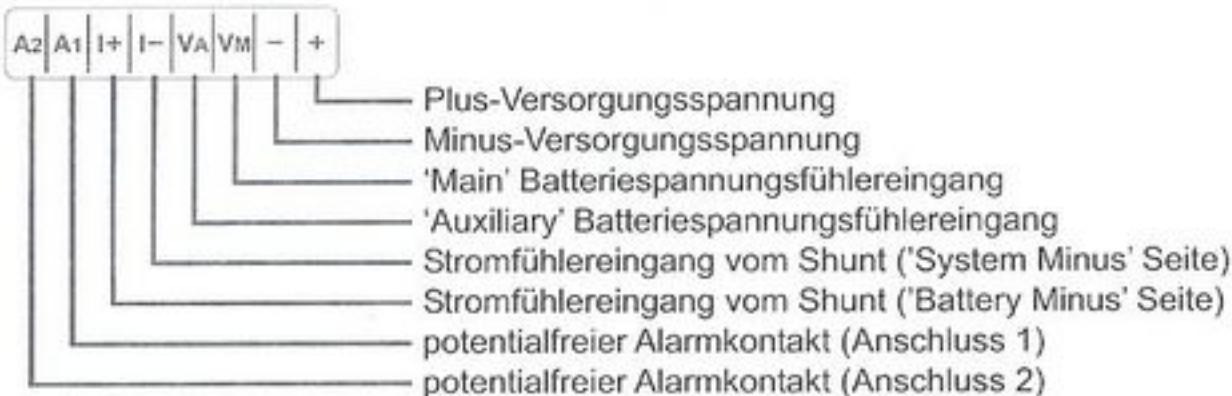 A2 A1 I+ I- VA VM - +
Plus-Versorgungsspannung
Minus-Versorgungsspannung
'Main' Batteriespannungsfühlereingang
'Auxiliary' Batteriespannungsfühlereingang
Stromfühlereingang vom Shunt ('System Minus' Seite)
Stromfühlereingang vom Shunt ('Battery Minus' Seite)
potentialfreier Alarmkontakt (Anschluss 1)
potentialfreier Alarmkontakt (Anschluss 2)